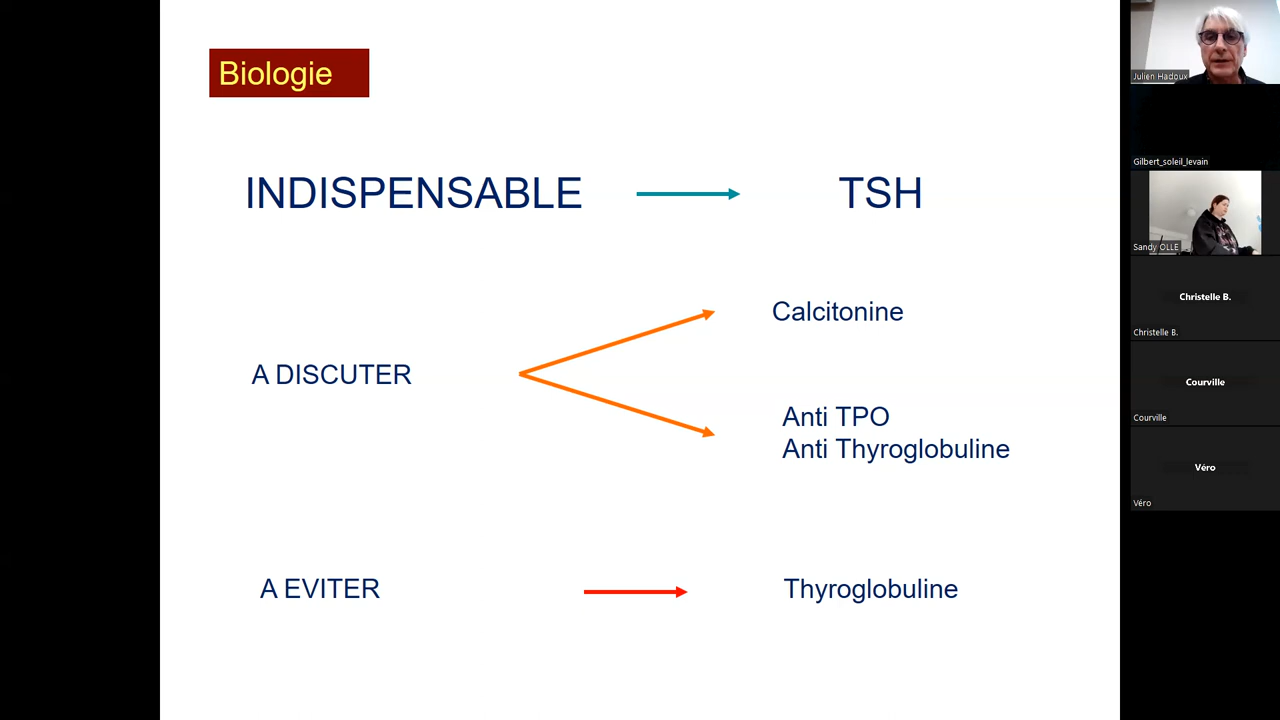 Biologie
INDISPENSABLE
TSH
Calcitonine
A DISCUTER
Anti TPO
Anti Thyroglobuline
A EVITER
Thyroglobuline
Julien Hadoux
Gilbert_soleil_levain
Sandy OLLE
Christelle B.
Christelle B.
Courville
Courville
Véro
Véro